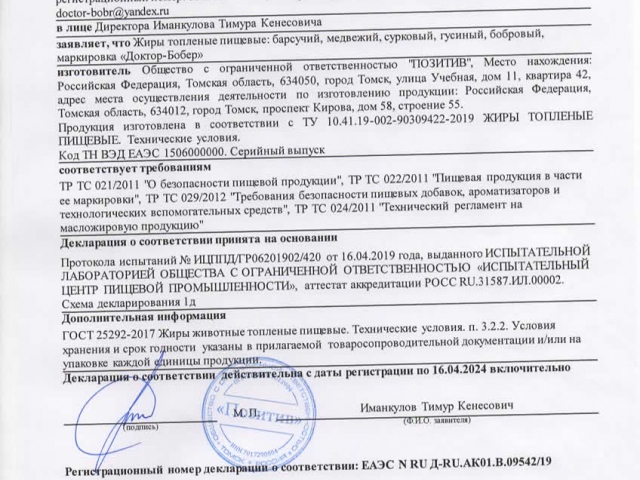 doctor-bobr@yandex.ru
в лице Директора Иманкулова Тимура Кенесовича
заявляет, что Жиры топленые пищевые: барсучий, медвежий, сурковый, гусиный, бобровый,
маркировка «Доктор-Бобер»
изготовитель Общество с ограниченной ответственностью "ПОЗИТИВ", Место нахождения:
Российская Федерация, Томская область, 634050, город Томск, улица Учебная, дом 11, квартира 42,
адрес места осуществления деятельности по изготовлению продукции: Российская Федерация,
Томская область, 634012, город Томск, проспект Кирова, дом 58, строение 55.
Продукция изготовлена в соответствии с ТУ 10.41.19-002-90309422-2019 ЖИРЫ ТОПЛЕНЫЕ
ПИЩЕВЫЕ. Технические условия.
Код ТН ВЭД ЕАЭС 1506000000. Серийный выпуск
соответствует требованиям
ТР ТС 021/2011 "О безопасности пищевой продукции", ТР ТС 022/2011 "Пищевая продукция в части
ее маркировки", ТР ТС 029/2012 "Требования безопасности пищевых добавок, ароматизаторов и
технологических вспомогательных средств", ТР ТС 024/2011 "Технический регламент на
масложировую продукцию"
Декларация о соответствии принята на основании
Протокола испытаний № ИЦППД/ГР06201902/420 от 16.04.2019 года, выданного ИСПЫТАТЕЛЬНОЙ
ЛАБОРАТОРИЕЙ ОБЩЕСТВА С ОГРАНИЧЕННОЙ ОТВЕТСТВЕННОСТЬЮ «ИСПЫТАТЕЛЬНЫЙ
ЦЕНТР ПИЩЕВОЙ ПРОМЫШЛЕННОСТИ», аттестат аккредитации РОСС RU.31587.ИЛ.00002.
Схема декларирования 1д
Дополнительная информация
ГОСТ 25292-2017 Жиры животные топленые пищевые. Технические условия. п. 3.2.2. Условия
хранения и срок годности указаны в прилагаемой товаросопроводительной документации и/или на
упаковке каждой единицы продукции.
Декларация о соответствии действительна с даты регистрации по 16.04.2024 включительно
М. П.
Иманкулов Тимур Кенесович
«Позитив»
(подпись)
(Ф.И.О. заявителя)
Регистрационный номер декларации о соответствии: ЕАЭС N RU Д-RU.АК01.В.09542/19